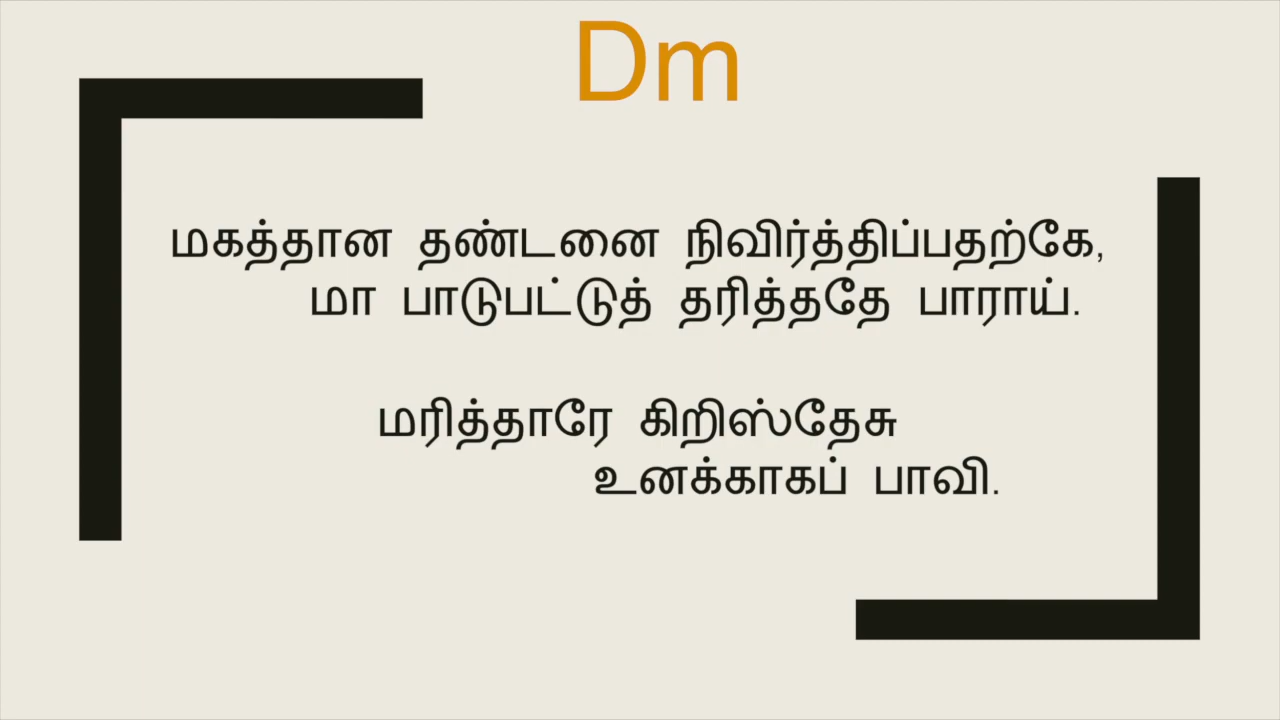 Dm
மகத்தான தண்டனை நிவிர்த்திப்பதற்கே,
மா பாடுபட்டுத் தரித்ததே பாராய்.
மரித்தாரே கிறிஸ்தேசு
உனக்காகப் பாவி.